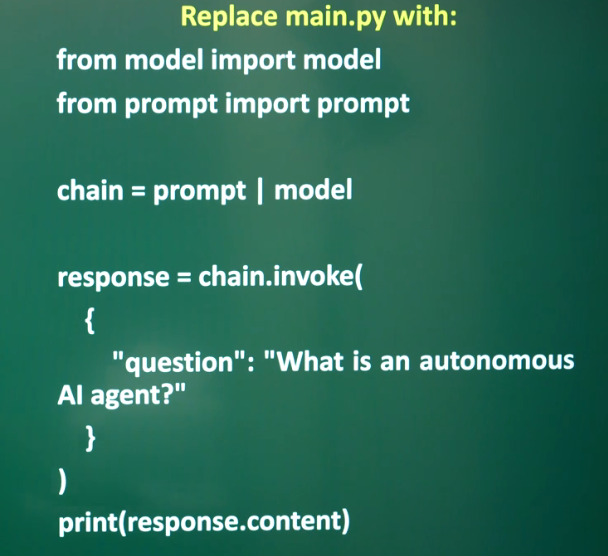 Replace main.py with:
from model import model
from prompt import prompt
chain = prompt | model
response = chain.invoke(
{
"question": "What is an autonomous
AI agent?"
}
)
print(response.content)